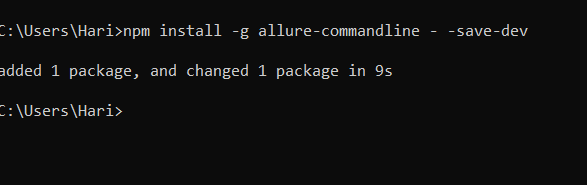 C:\Users\Hari>npm install -g allure-commandline - -save-dev
added 1 package, and changed 1 package in 9s
C:\Users\Hari>